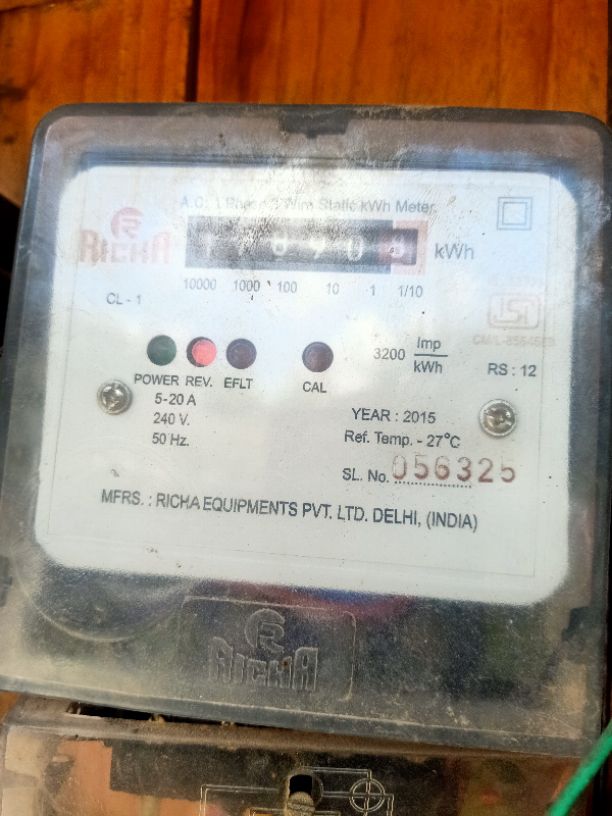 A.C. 1 Phase 2 Wire Static kWh Meter
RICHA
kWh
10000 1000 100 10 1 1/10
CL - 1
ISI
3200 Imp/kWh
RS : 12
POWER REV. EFLT CAL
5-20 A
240 V.
50 Hz.
YEAR : 2015
Ref. Temp. - 27°C
SL. No. 056325
MFRS. : RICHA EQUIPMENTS PVT. LTD. DELHI, (INDIA)
RICHA